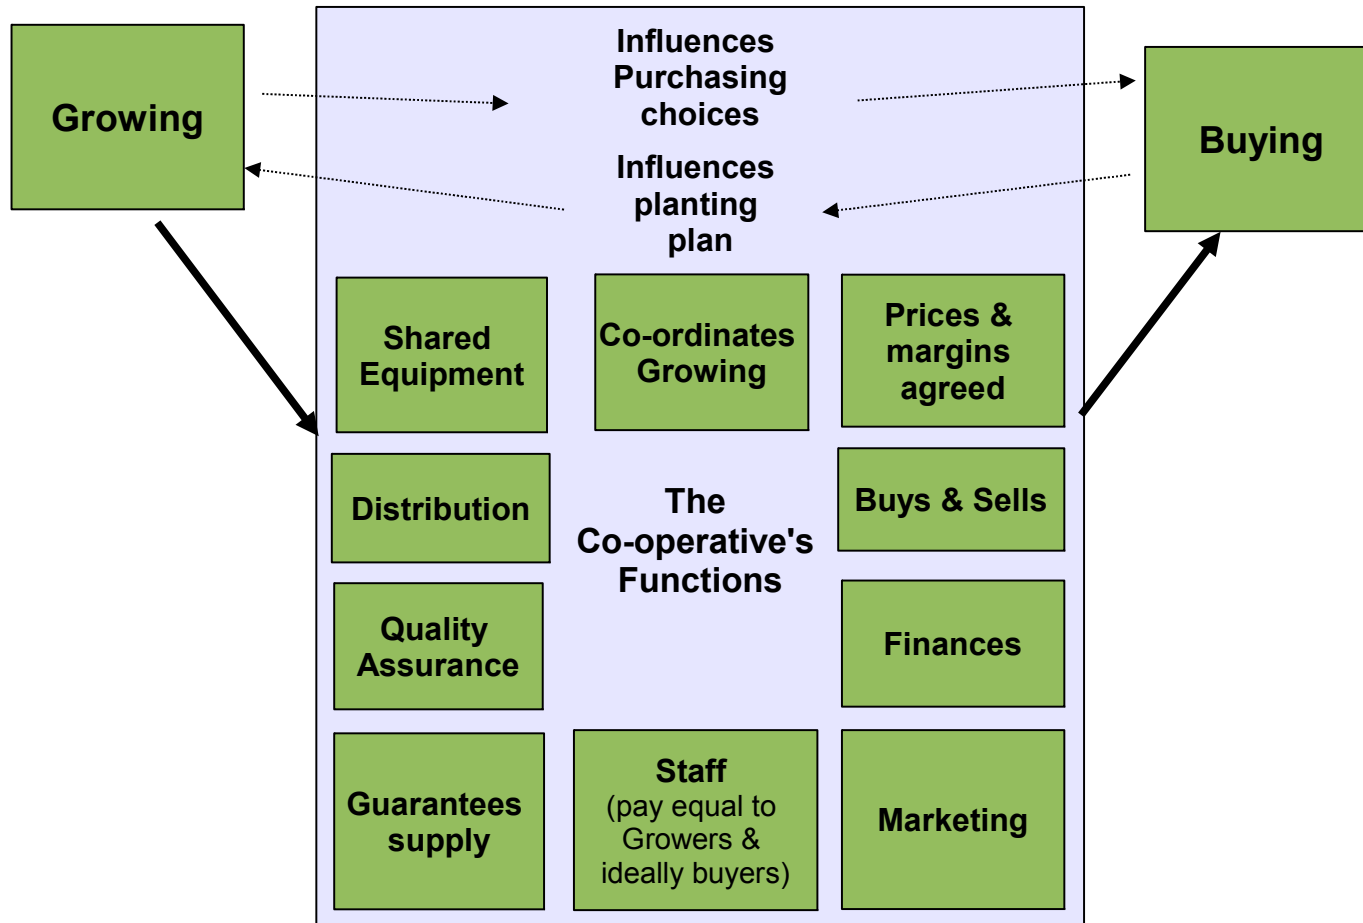 Growing
Influences
Purchasing
choices
Influences
planting
plan
Buying
Shared
Equipment
Co-ordinates
Growing
Prices &
margins
agreed
Distribution
The
Co-operative's
Functions
Buys & Sells
Quality
Assurance
Finances
Guarantees
supply
Staff
(pay equal to
Growers &
ideally buyers)
Marketing